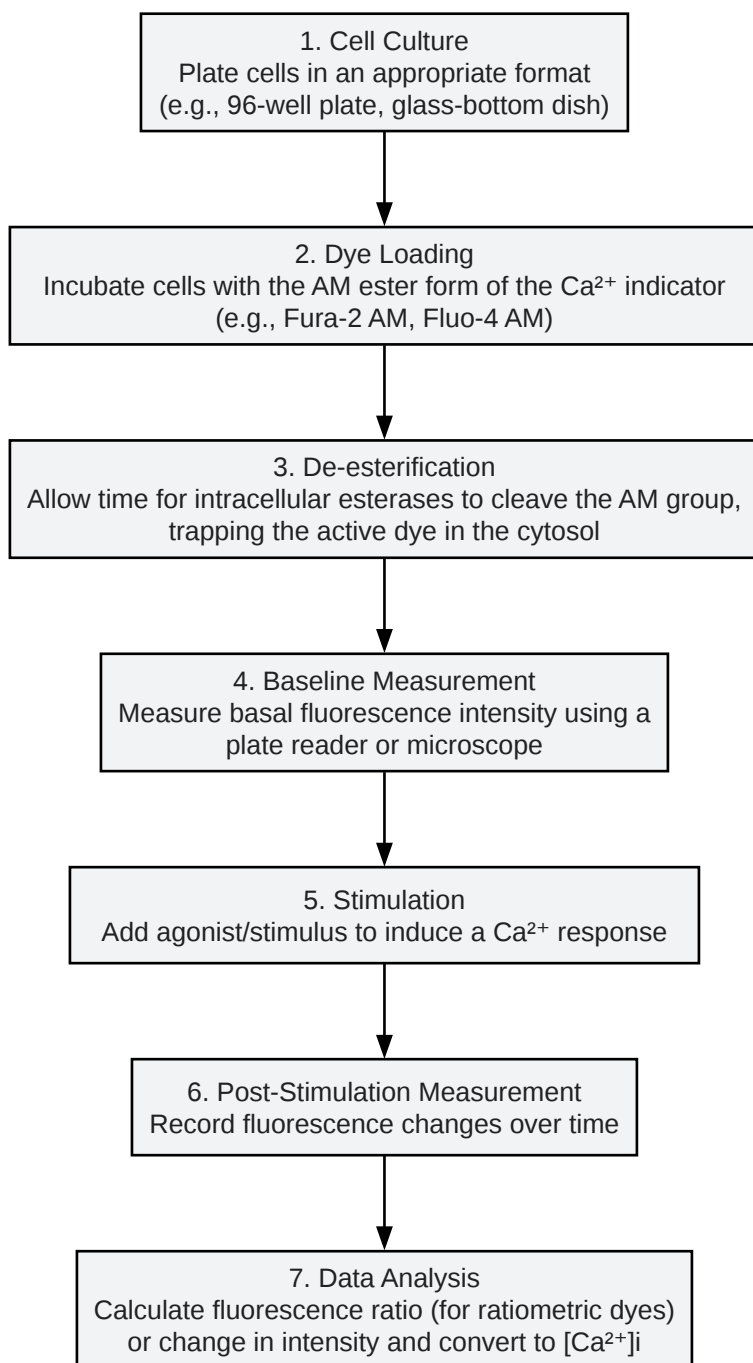 1. Cell Culture
Plate cells in an appropriate format
(e.g., 96-well plate, glass-bottom dish)
2. Dye Loading
Incubate cells with the AM ester form of the Ca²⁺ indicator
(e.g., Fura-2 AM, Fluo-4 AM)
3. De-esterification
Allow time for intracellular esterases to cleave the AM group,
trapping the active dye in the cytosol
4. Baseline Measurement
Measure basal fluorescence intensity using a
plate reader or microscope
5. Stimulation
Add agonist/stimulus to induce a Ca²⁺ response
6. Post-Stimulation Measurement
Record fluorescence changes over time
7. Data Analysis
Calculate fluorescence ratio (for ratiometric dyes)
or change in intensity and convert to [Ca²⁺]i